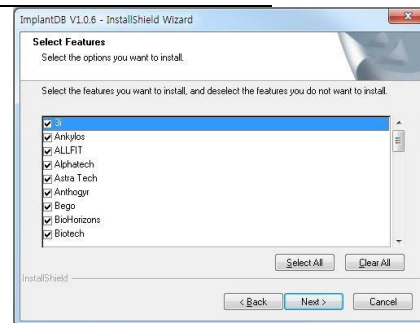 ImplantDB V1.0.6 - InstallShield Wizard
Select Features
Select the options you want to install.
Select the features you want to install, and deselect the features you do not want to install.
3i
Ankylos
ALLFIT
Alphatech
Astra Tech
Anthogyr
Bego
BioHorizons
Biotech
Select All Clear All
InstallShield
< Back Next > Cancel